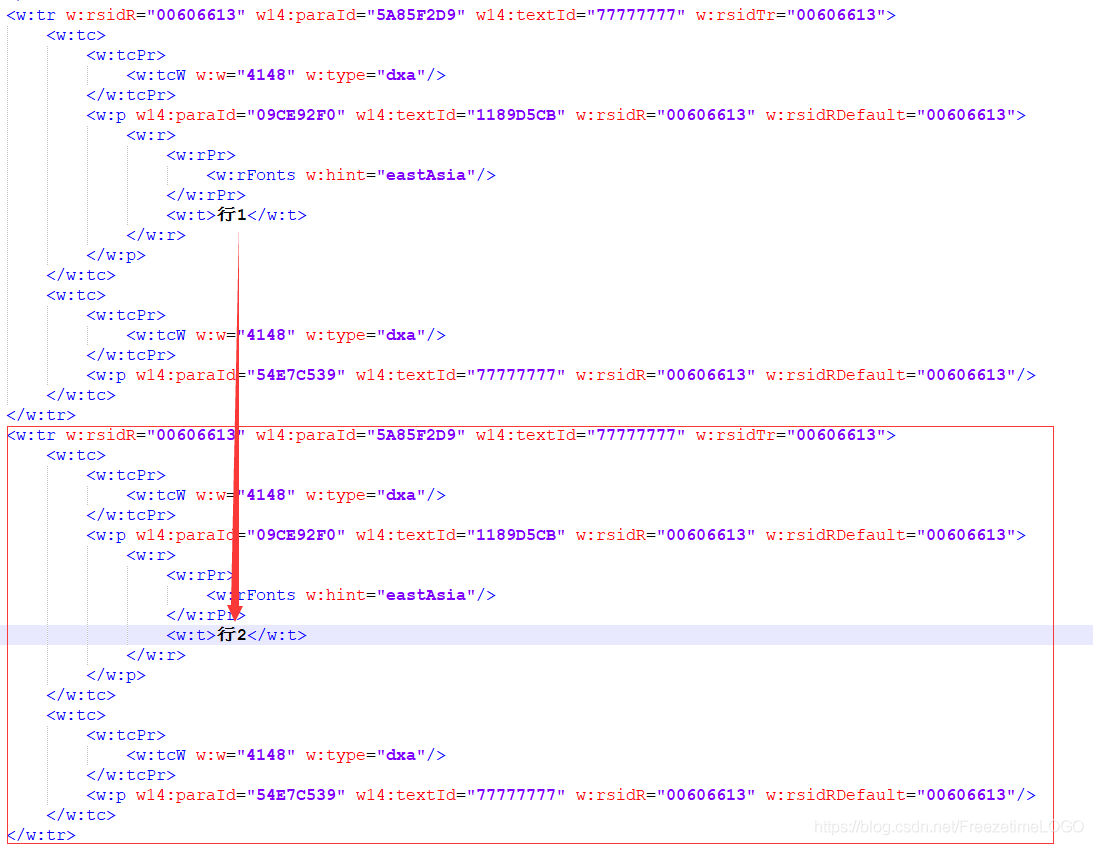 <w:tr w:rsidR="00606613" w14:paraId="5A85F2D9" w14:textId="77777777" w:rsidTr="00606613">
<w:tc>
<w:tcPr>
<w:tcW w:w="4148" w:type="dxa"/>
</w:tcPr>
<w:p w14:paraId="09CE92F0" w14:textId="1189D5CB" w:rsidR="00606613" w:rsidRDefault="00606613">
<w:r>
<w:rPr>
<w:rFonts w:hint="eastAsia"/>
</w:rPr>
<w:t>行1</w:t>
</w:r>
</w:p>
</w:tc>
<w:tc>
<w:tcPr>
<w:tcW w:w="4148" w:type="dxa"/>
</w:tcPr>
<w:p w14:paraId="54E7C539" w14:textId="77777777" w:rsidR="00606613" w:rsidRDefault="00606613"/>
</w:tc>
</w:tr>
<w:tr w:rsidR="00606613" w14:paraId="5A85F2D9" w14:textId="77777777" w:rsidTr="00606613">
<w:tc>
<w:tcPr>
<w:tcW w:w="4148" w:type="dxa"/>
</w:tcPr>
<w:p w14:paraId="09CE92F0" w14:textId="1189D5CB" w:rsidR="00606613" w:rsidRDefault="00606613">
<w:r>
<w:rPr>
<w:rFonts w:hint="eastAsia"/>
</w:rPr>
<w:t>行2</w:t>
</w:r>
</w:p>
</w:tc>
<w:tc>
<w:tcPr>
<w:tcW w:w="4148" w:type="dxa"/>
</w:tcPr>
<w:p w14:paraId="54E7C539" w14:textId="77777777" w:rsidR="00606613" w:rsidRDefault="00606613"/>
</w:tc>
</w:tr>
https://blog.csdn.net/FreezetimeLOGO